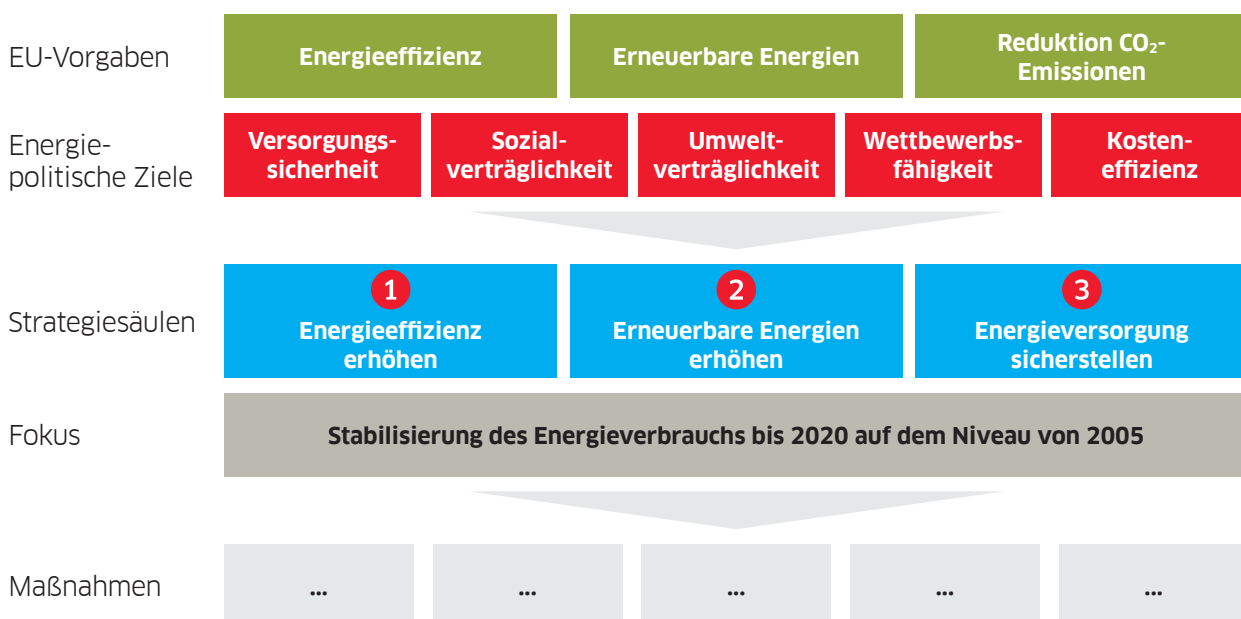 EU-Vorgaben
Energieeffizienz
Erneuerbare Energien
Reduktion CO₂-
Emissionen
Energie-
politische Ziele
Versorgungs-
sicherheit
Sozial-
verträglichkeit
Umwelt-
verträglichkeit
Wettbewerbs-
fähigkeit
Kosten-
effizienz
Strategiesäulen
1
Energieeffizienz
erhöhen
2
Erneuerbare Energien
erhöhen
3
Energieversorgung
sicherstellen
Fokus
Stabilisierung des Energieverbrauchs bis 2020 auf dem Niveau von 2005
Maßnahmen
...
...
...
...
...